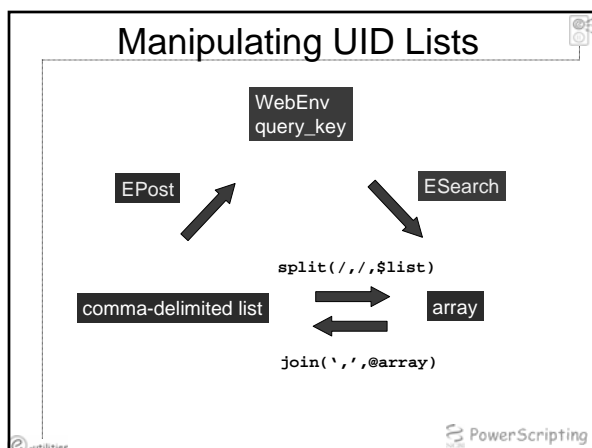 Manipulating UID Lists
WebEnv
query_key
EPost
ESearch
split(/,/,$list)
comma-delimited list
array
join(‘,’,@array)
PowerScripting